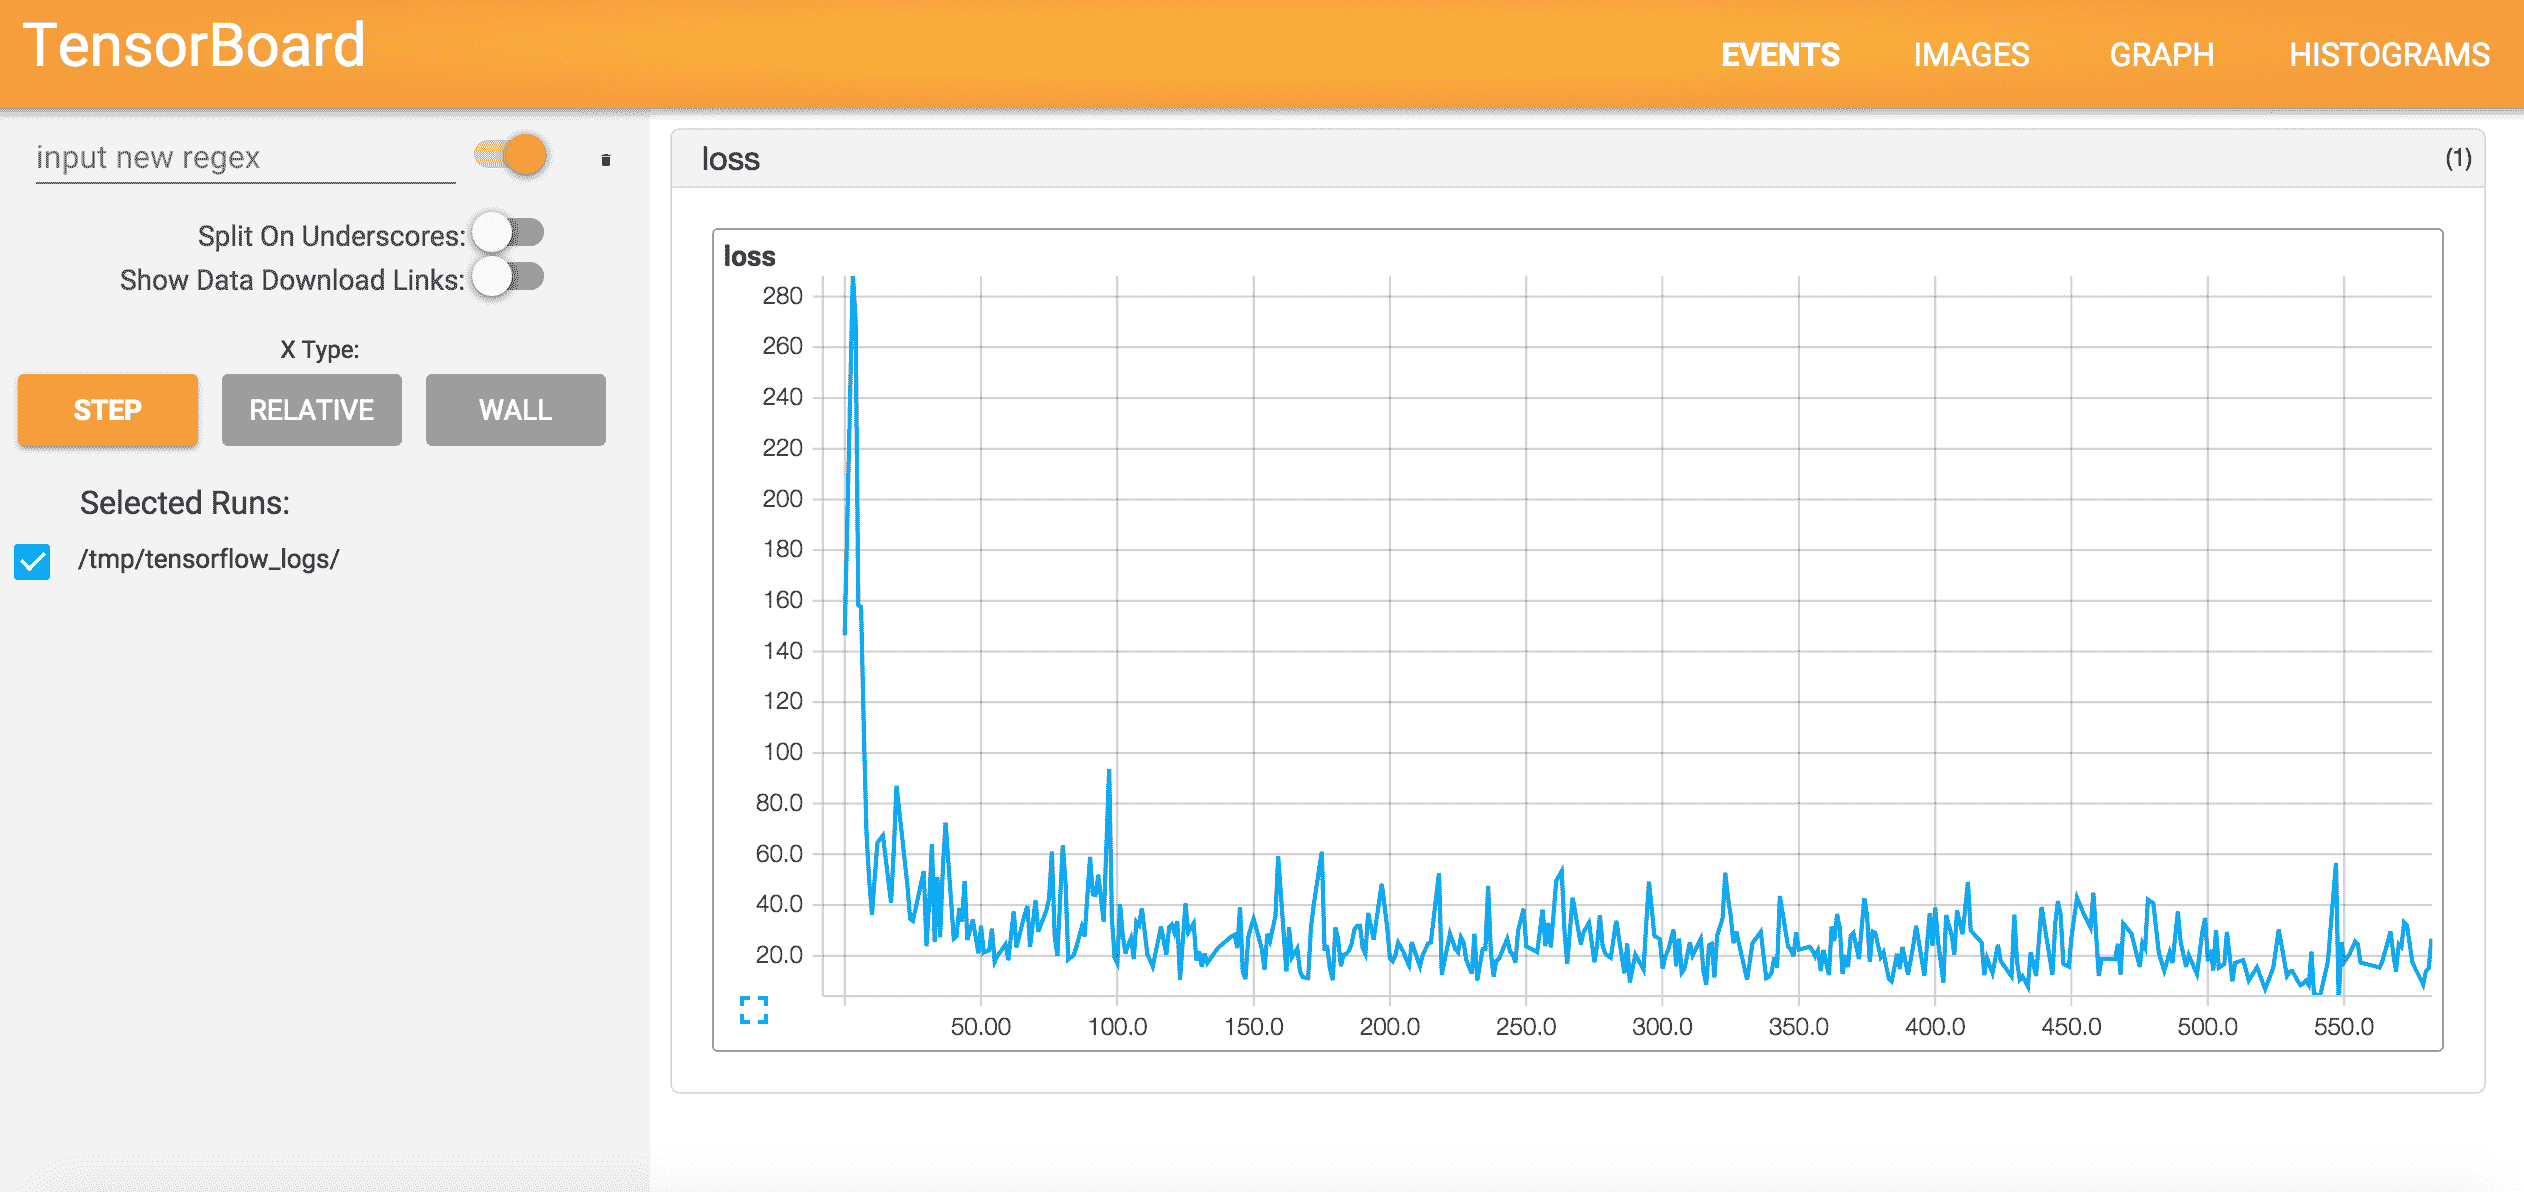 TensorBoard
EVENTS IMAGES GRAPH HISTOGRAMS
input new regex
Split On Underscores:
Show Data Download Links:
X Type:
STEP RELATIVE WALL
Selected Runs:
/tmp/tensorflow_logs/
loss (1)
loss
280
260
240
220
200
180
160
140
120
100
80.0
60.0
40.0
20.0
50.00 100.0 150.0 200.0 250.0 300.0 350.0 400.0 450.0 500.0 550.0